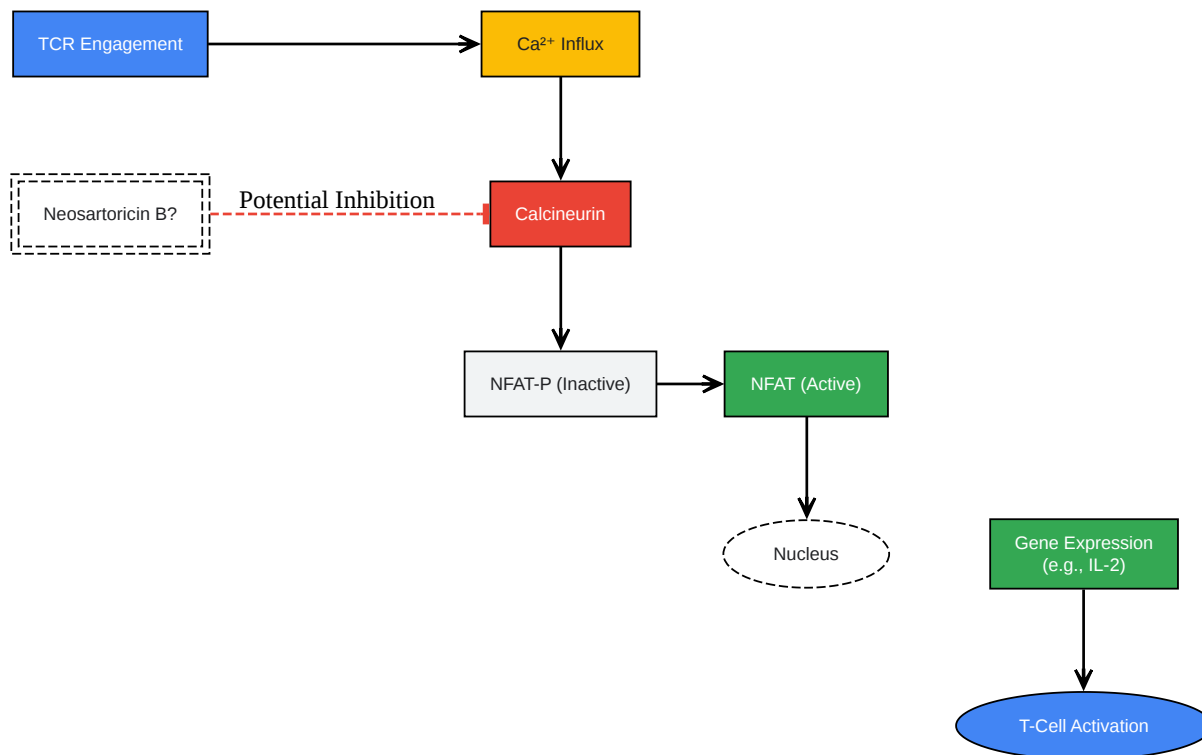 TCR Engagement
Ca²⁺ Influx
Neosartoricin B?
Potential Inhibition
Calcineurin
NFAT-P (Inactive)
NFAT (Active)
Nucleus
Gene Expression
(e.g., IL-2)
T-Cell Activation